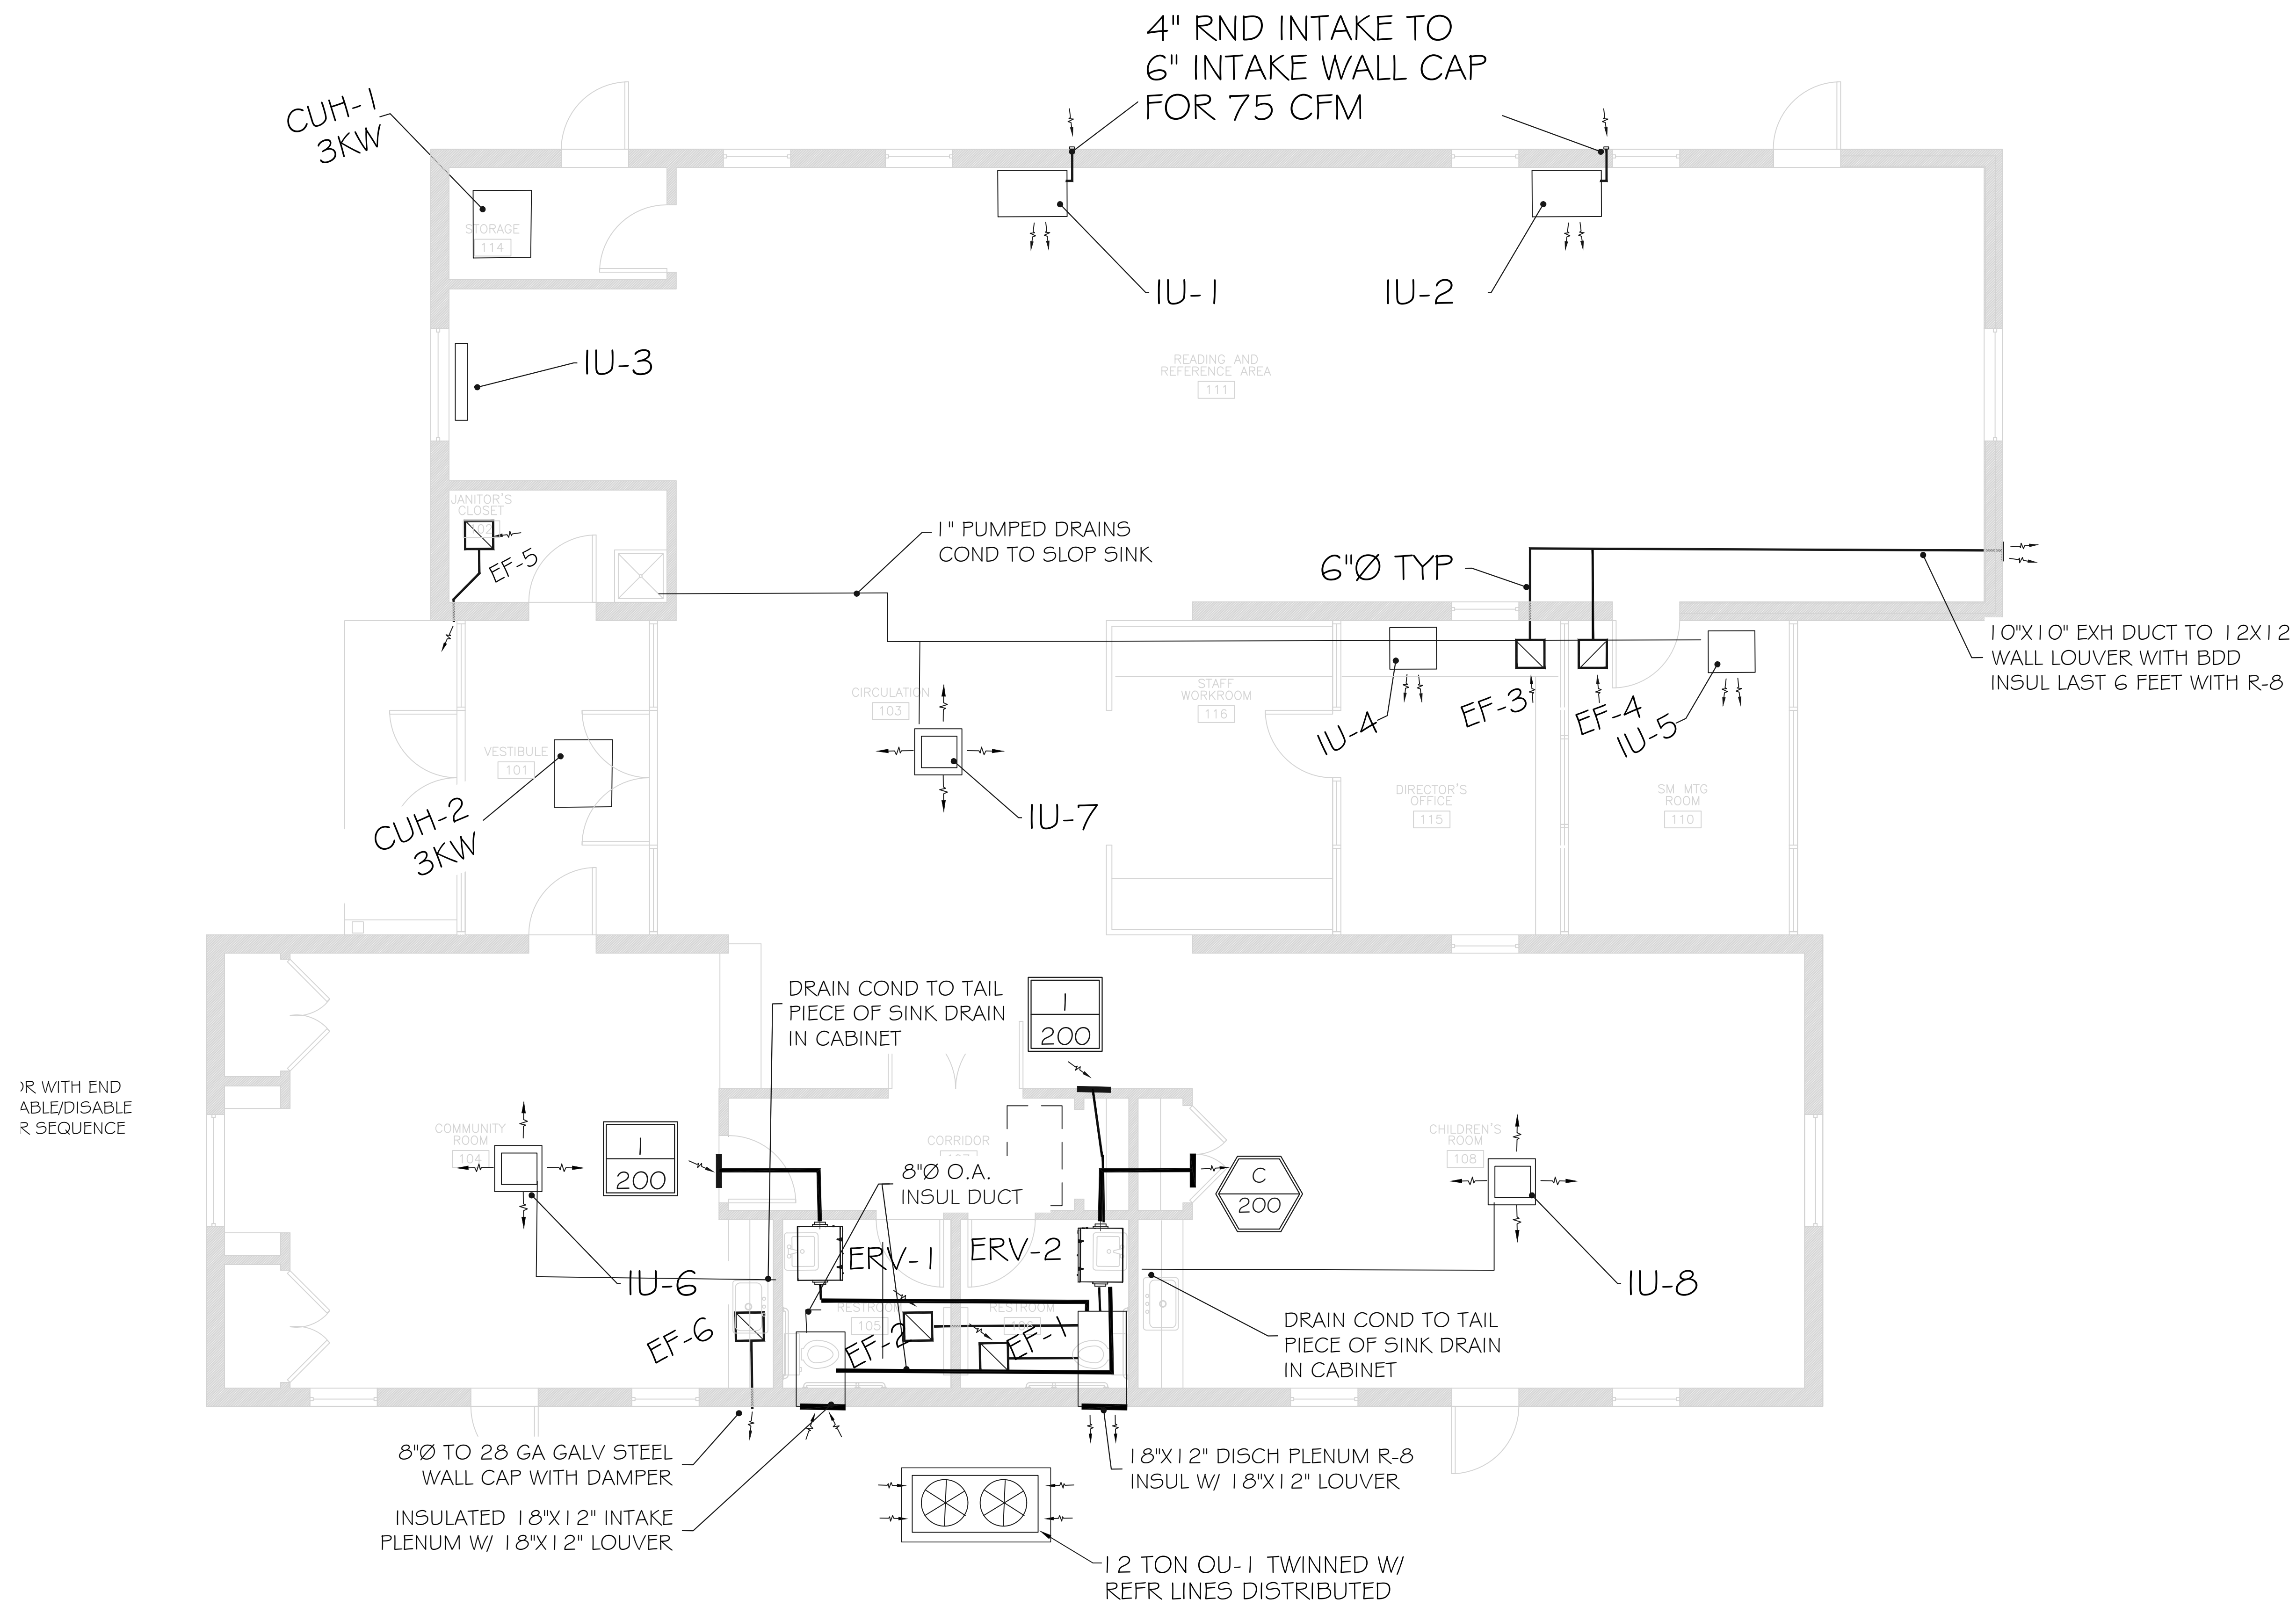 4" RND INTAKE TO
6" INTAKE WALL CAP
FOR 75 CFM
CUH-1
3KW
STORAGE
114
IU-1
IU-2
IU-3
READING AND
REFERENCE AREA
111
JANITOR'S
CLOSET
102
EF-5
1" PUMPED DRAINS
COND TO SLOP SINK
6"Ø TYP
10"X10" EXH DUCT TO 12X12
WALL LOUVER WITH BDD
INSUL LAST 6 FEET WITH R-8
CIRCULATION
103
STAFF
WORKROOM
116
IU-4
EF-3
EF-4
IU-5
VESTIBULE
101
CUH-2
3KW
IU-7
DIRECTOR'S
OFFICE
115
SM MTG
ROOM
110
DRAIN COND TO TAIL
PIECE OF SINK DRAIN
IN CABINET
1
200
OR WITH END
ABLE/DISABLE
R SEQUENCE
COMMUNITY
ROOM
104
1
200
CORRIDOR
8"Ø O.A.
INSUL DUCT
C
200
CHILDREN'S
ROOM
108
ERV-1
ERV-2
IU-6
IU-8
EF-6
RESTROOM
105
EF-2
RESTROOM
EF-1
DRAIN COND TO TAIL
PIECE OF SINK DRAIN
IN CABINET
8"Ø TO 28 GA GALV STEEL
WALL CAP WITH DAMPER
18"X12" DISCH PLENUM R-8
INSUL W/ 18"X12" LOUVER
INSULATED 18"X12" INTAKE
PLENUM W/ 18"X12" LOUVER
12 TON OU-1 TWINNED W/
REFR LINES DISTRIBUTED